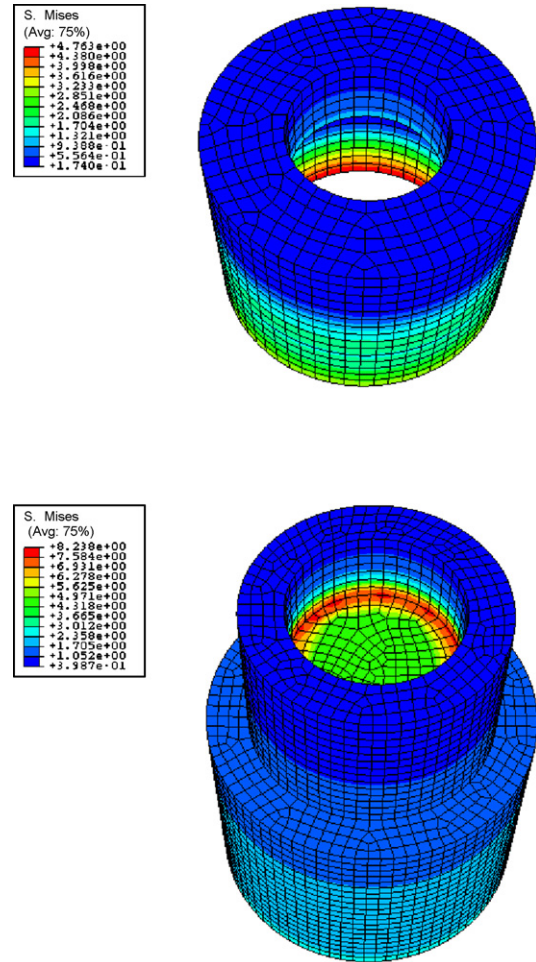 S. Mises
(Avg: 75%)
+4.763e+00
+4.380e+00
+3.998e+00
+3.616e+00
+3.233e+00
+2.851e+00
+2.468e+00
+2.086e+00
+1.704e+00
+1.321e+00
+9.388e-01
+5.564e-01
+1.740e-01
S. Mises
(Avg: 75%)
+8.238e+00
+7.584e+00
+6.931e+00
+6.278e+00
+5.625e+00
+4.971e+00
+4.318e+00
+3.665e+00
+3.012e+00
+2.358e+00
+1.705e+00
+1.052e+00
+3.987e-01